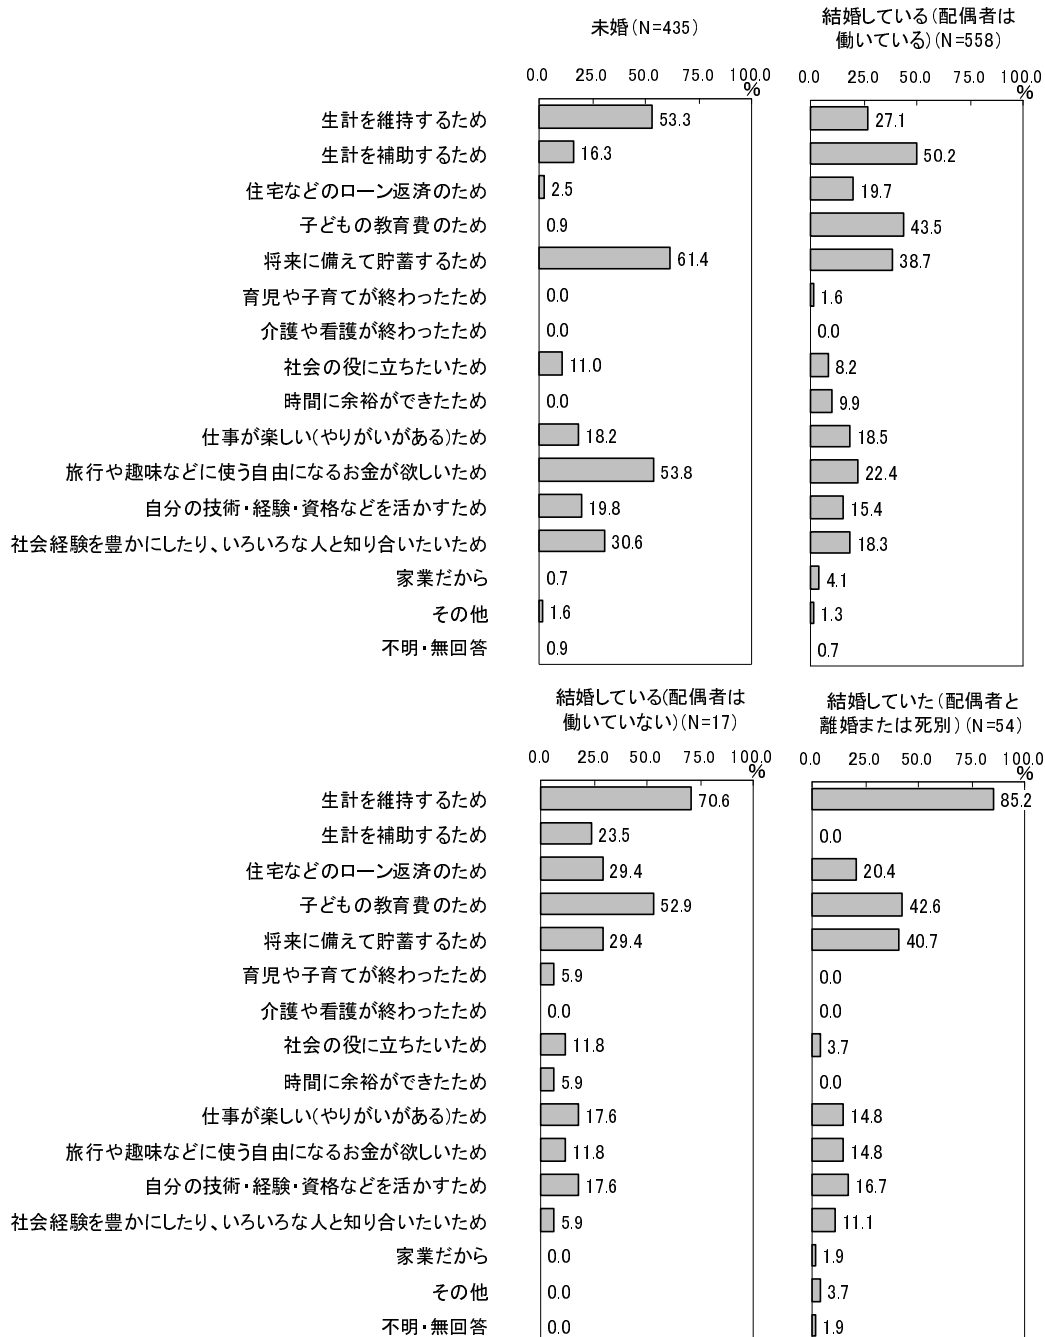 未婚(N=435)
結婚している(配偶者は
働いている)(N=558)
0.0 25.0 50.0 75.0 100.0
%
0.0 25.0 50.0 75.0 100.0
%
生計を維持するため 53.3 27.1
生計を補助するため 16.3 50.2
住宅などのローン返済のため 2.5 19.7
子どもの教育費のため 0.9 43.5
将来に備えて貯蓄するため 61.4 38.7
育児や子育てが終わったため 0.0 1.6
介護や看護が終わったため 0.0 0.0
社会の役に立ちたいため 11.0 8.2
時間に余裕ができたため 0.0 9.9
仕事が楽しい(やりがいがある)ため 18.2 18.5
旅行や趣味などに使う自由になるお金が欲しいため 53.8 22.4
自分の技術・経験・資格などを活かすため 19.8 15.4
社会経験を豊かにしたり、いろいろな人と知り合いたいため 30.6 18.3
家業だから 0.7 4.1
その他 1.6 1.3
不明・無回答 0.9 0.7
結婚している(配偶者は
働いていない)(N=17)
結婚していた(配偶者と
離婚または死別)(N=54)
0.0 25.0 50.0 75.0 100.0
%
0.0 25.0 50.0 75.0 100.0
%
生計を維持するため 70.6 85.2
生計を補助するため 23.5 0.0
住宅などのローン返済のため 29.4 20.4
子どもの教育費のため 52.9 42.6
将来に備えて貯蓄するため 29.4 40.7
育児や子育てが終わったため 5.9 0.0
介護や看護が終わったため 0.0 0.0
社会の役に立ちたいため 11.8 3.7
時間に余裕ができたため 5.9 0.0
仕事が楽しい(やりがいがある)ため 17.6 14.8
旅行や趣味などに使う自由になるお金が欲しいため 11.8 14.8
自分の技術・経験・資格などを活かすため 17.6 16.7
社会経験を豊かにしたり、いろいろな人と知り合いたいため 5.9 11.1
家業だから 0.0 1.9
その他 0.0 3.7
不明・無回答 0.0 1.9